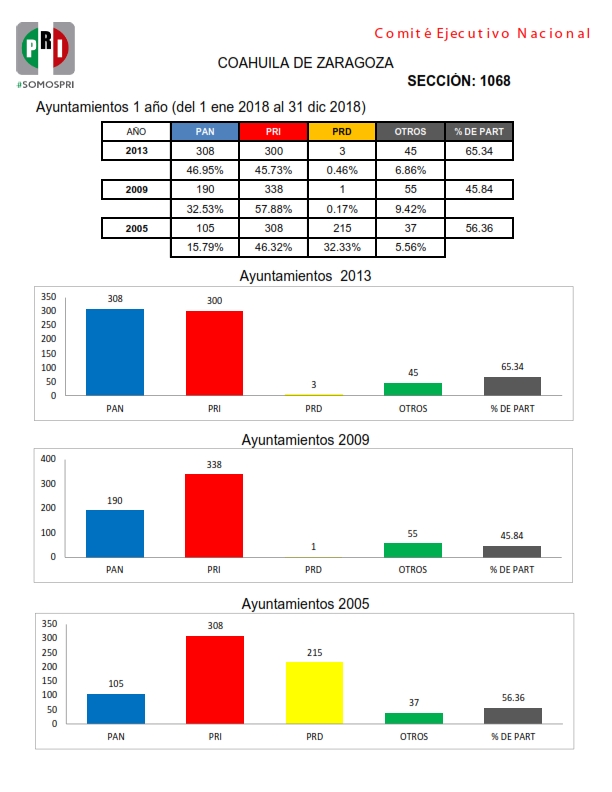 Comité Ejecutivo Nacional
PRI
#SOMOSPRI
COAHUILA DE ZARAGOZA
SECCIÓN: 1068
Ayuntamientos 1 año (del 1 ene 2018 al 31 dic 2018)
AÑO PAN PRI PRD OTROS % DE PART
2013 308 300 3 45 65.34
46.95% 45.73% 0.46% 6.86%
2009 190 338 1 55 45.84
32.53% 57.88% 0.17% 9.42%
2005 105 308 215 37 56.36
15.79% 46.32% 32.33% 5.56%
Ayuntamientos 2013
350
300
250
200
150
100
50
0
308
300
3
45
65.34
PAN PRI PRD OTROS % DE PART
Ayuntamientos 2009
400
300
200
100
0
190
338
1
55
45.84
PAN PRI PRD OTROS % DE PART
Ayuntamientos 2005
350
300
250
200
150
100
50
0
105
308
215
37
56.36
PAN PRI PRD OTROS % DE PART